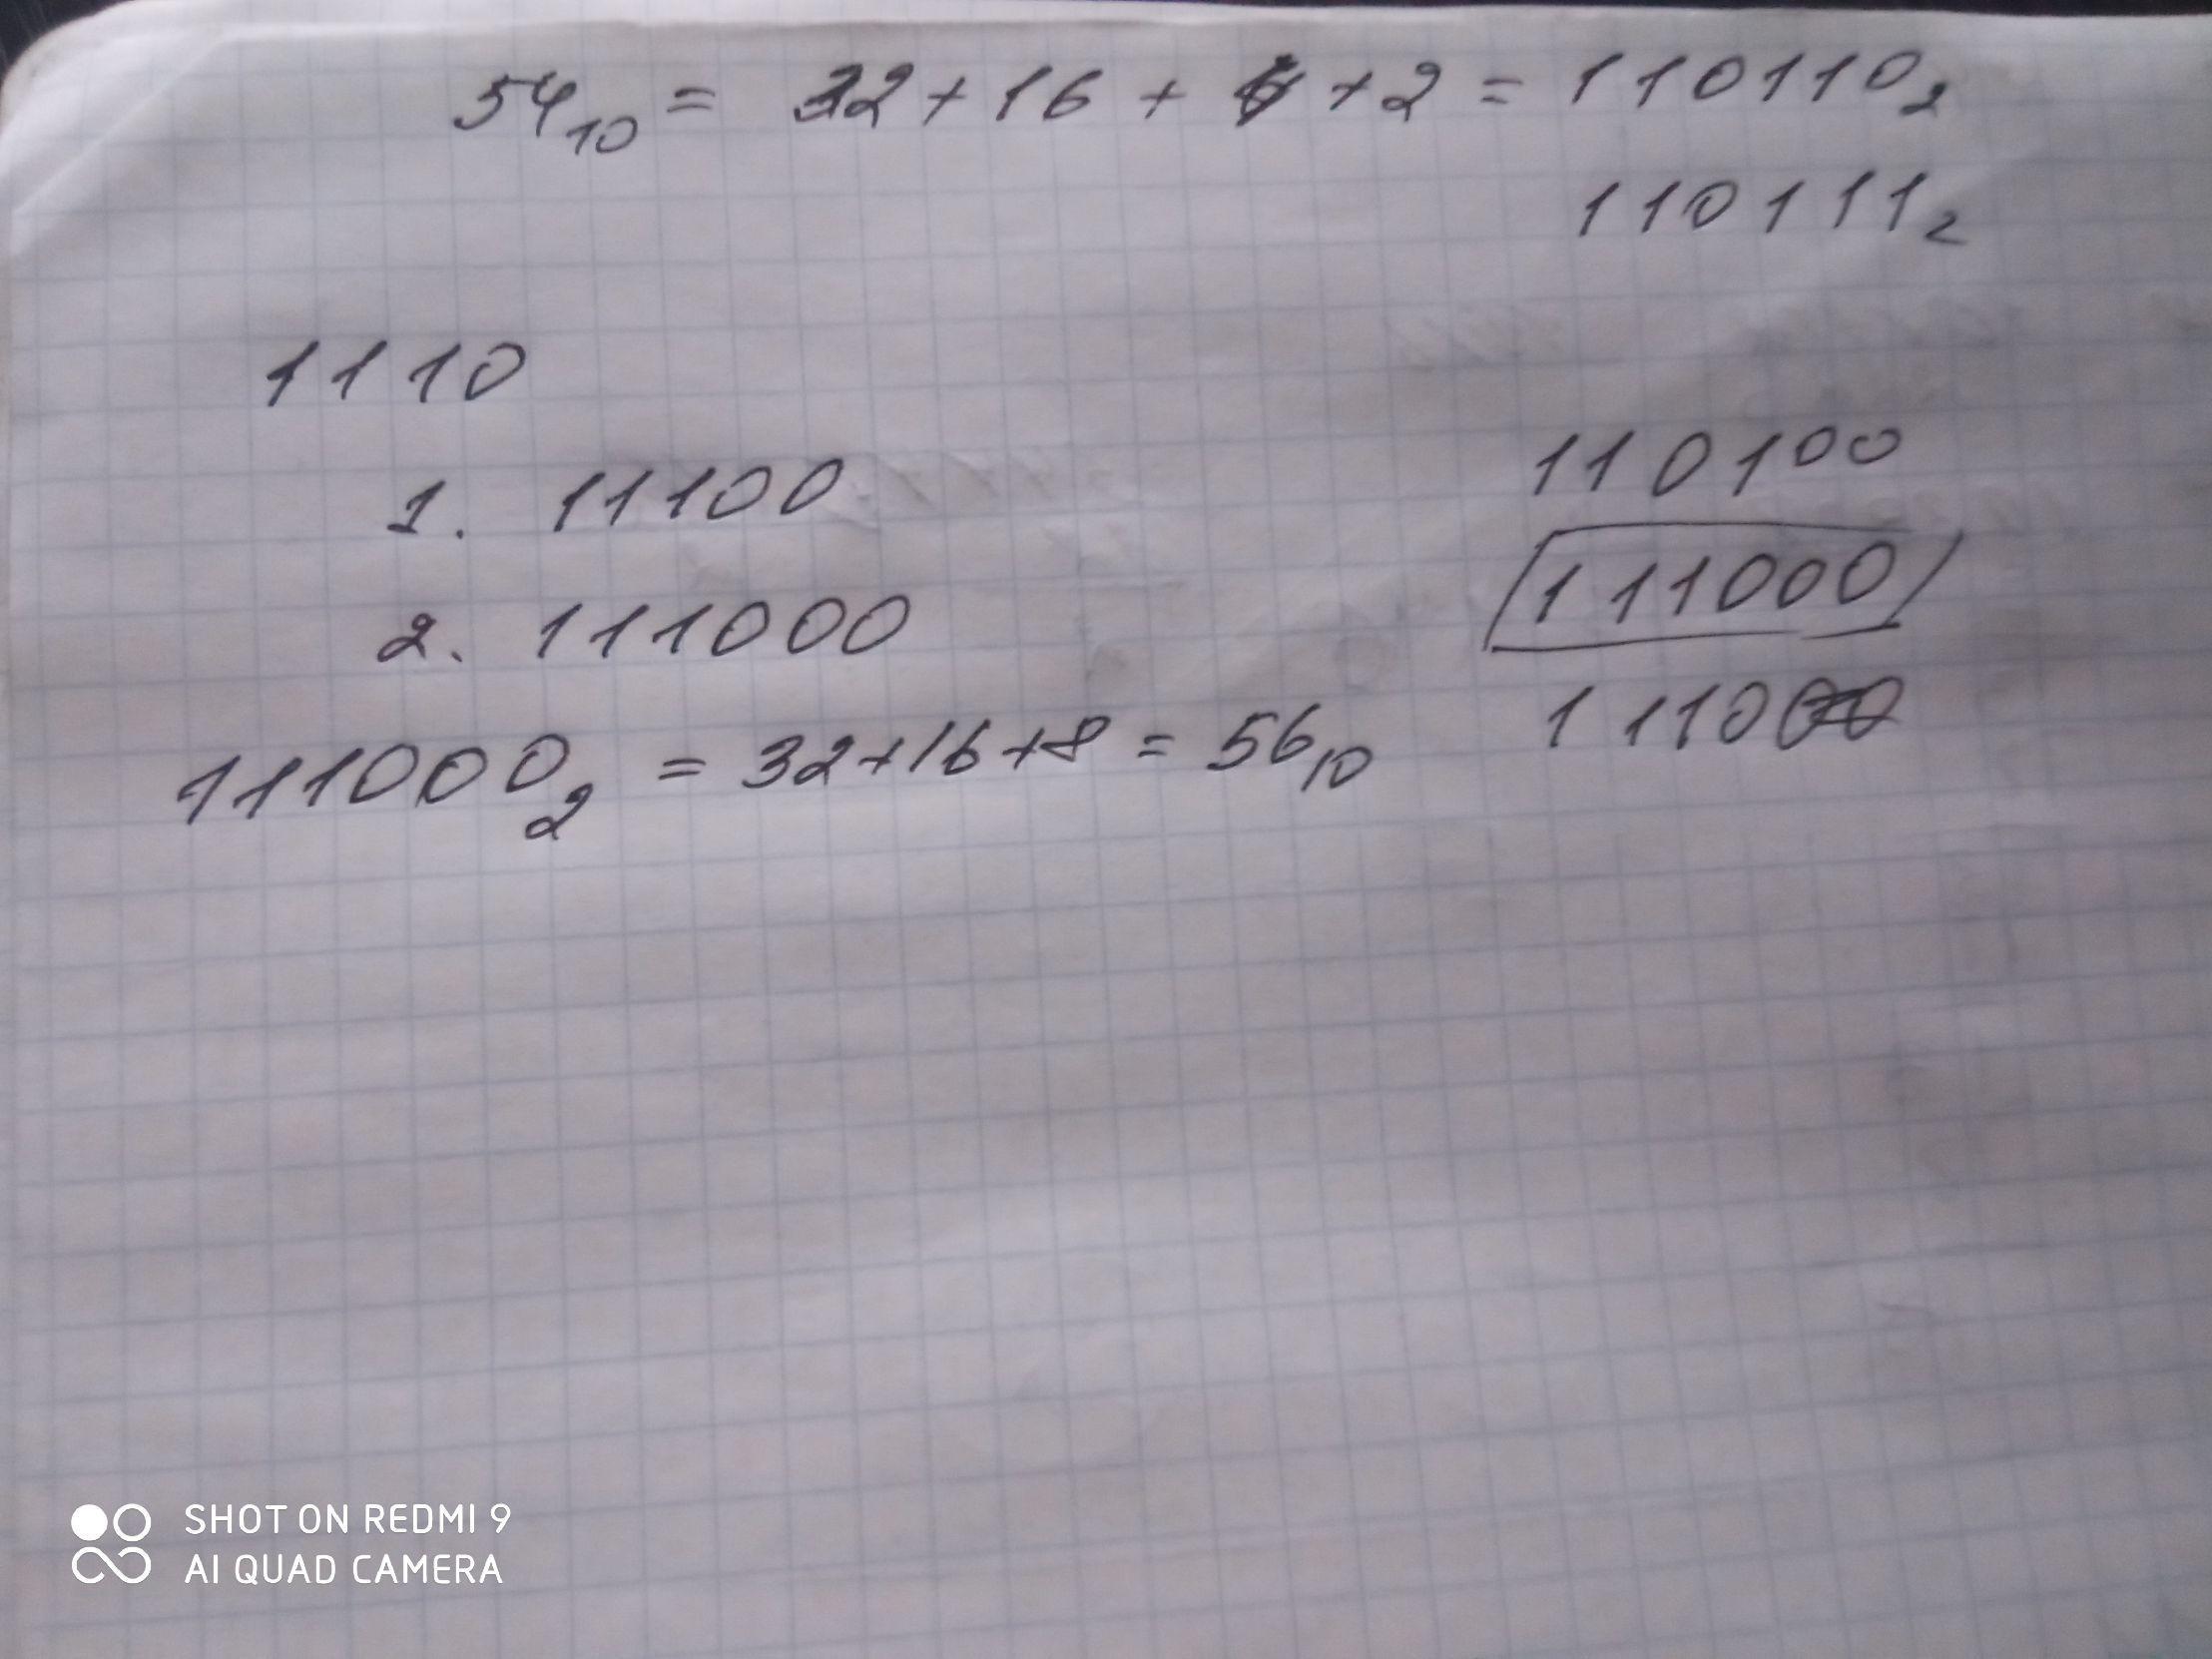 54₁₀ = 32 + 16 + 4 + 2 = 110110₂
110111₂
1110
1. 11100
2. 111000
111000₂ = 32+16+8 = 56₁₀
110100
111000
1110
SHOT ON REDMI 9
AI QUAD CAMERA